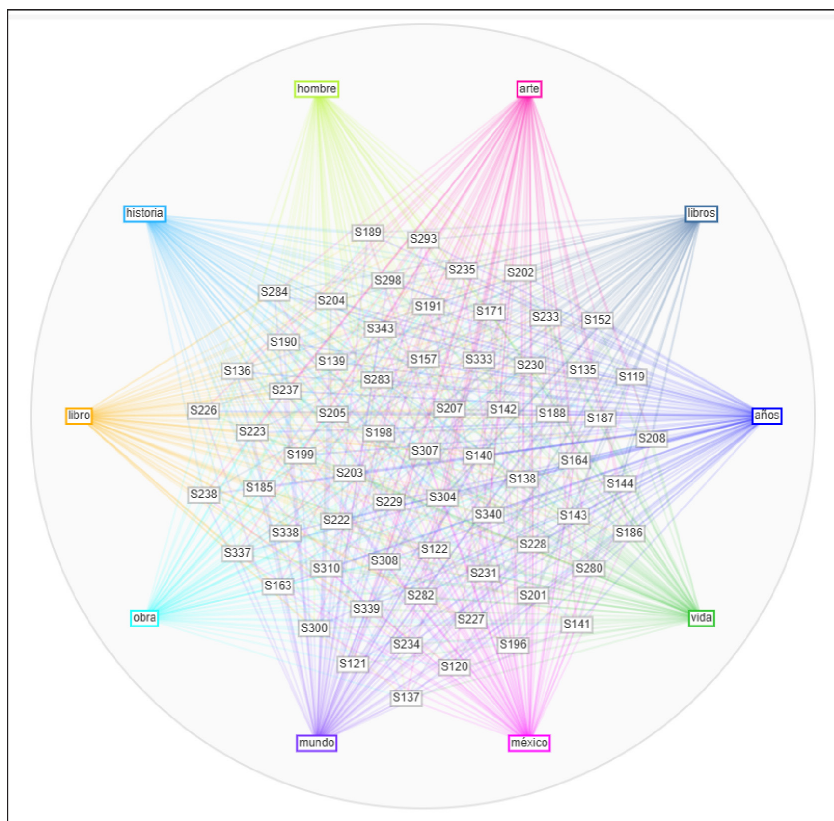 hombre arte
historia libros
S189
S293
S235 S202
S298
S284
S204
S191
S171
S233 S152
S343
S190
S139 S157 S333
S230 S135
S136
S283
S119
S237
libro
S226
S205
S207 S142
S188 S187
años
S223
S198
S208
S199
S307
S140
S164
S203
S138
S238 S185
S144
S229
S304
S222
S340 S143
S338
S186
S337
S122
S228
S310
S308
S231
S280
S163
S282
S201
S339
obra
S300
S227
S141
vida
S234
S196
S121
S120
S137
mundo méxico